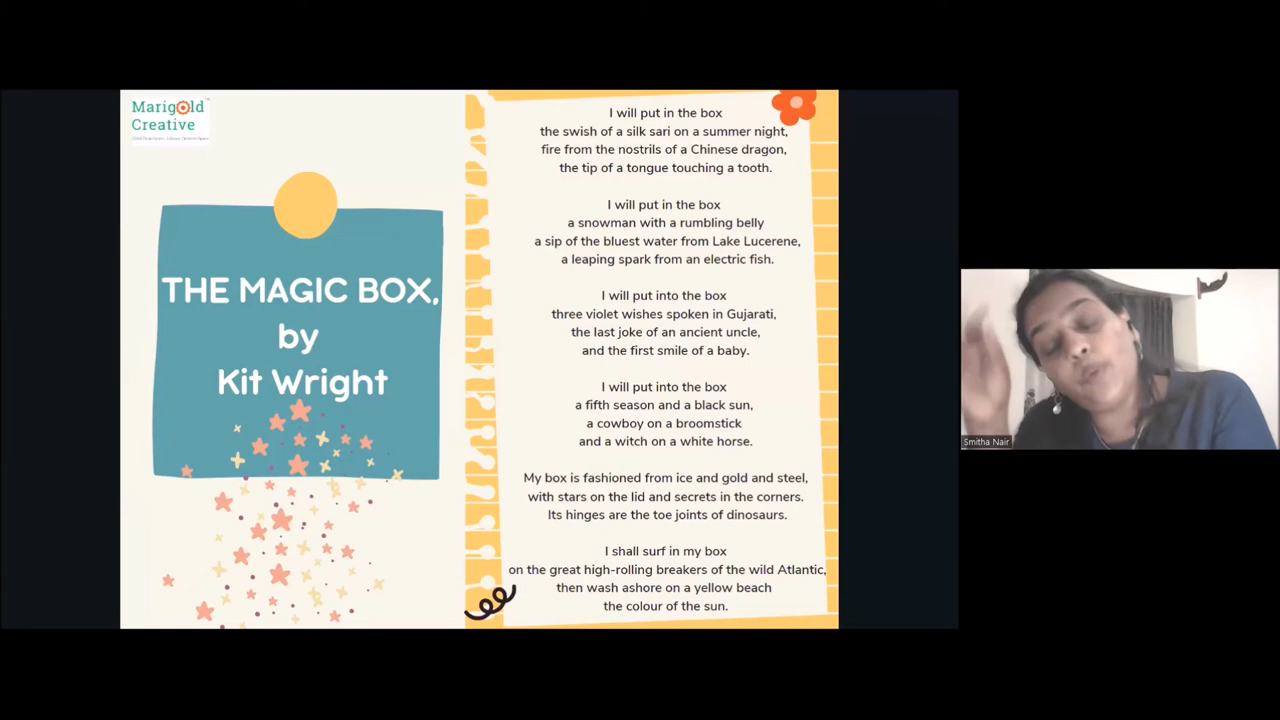 Marigold
Creative
THE MAGIC BOX,
by
Kit Wright
I will put in the box
the swish of a silk sari on a summer night,
fire from the nostrils of a Chinese dragon,
the tip of a tongue touching a tooth.
I will put in the box
a snowman with a rumbling belly
a sip of the bluest water from Lake Lucerene,
a leaping spark from an electric fish.
I will put into the box
three violet wishes spoken in Gujarati,
the last joke of an ancient uncle,
and the first smile of a baby.
I will put into the box
a fifth season and a black sun,
a cowboy on a broomstick
and a witch on a white horse.
My box is fashioned from ice and gold and steel,
with stars on the lid and secrets in the corners.
Its hinges are the toe joints of dinosaurs.
I shall surf in my box
on the great high-rolling breakers of the wild Atlantic,
then wash ashore on a yellow beach
the colour of the sun.
Smitha Nair